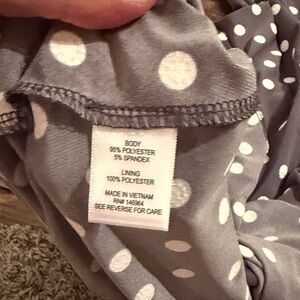 BODY
95% POLYESTER
5% SPANDEX
LINING
100% POLYESTER
MADE IN VIETNAM
RN# 146964
SEE REVERSE FOR CARE